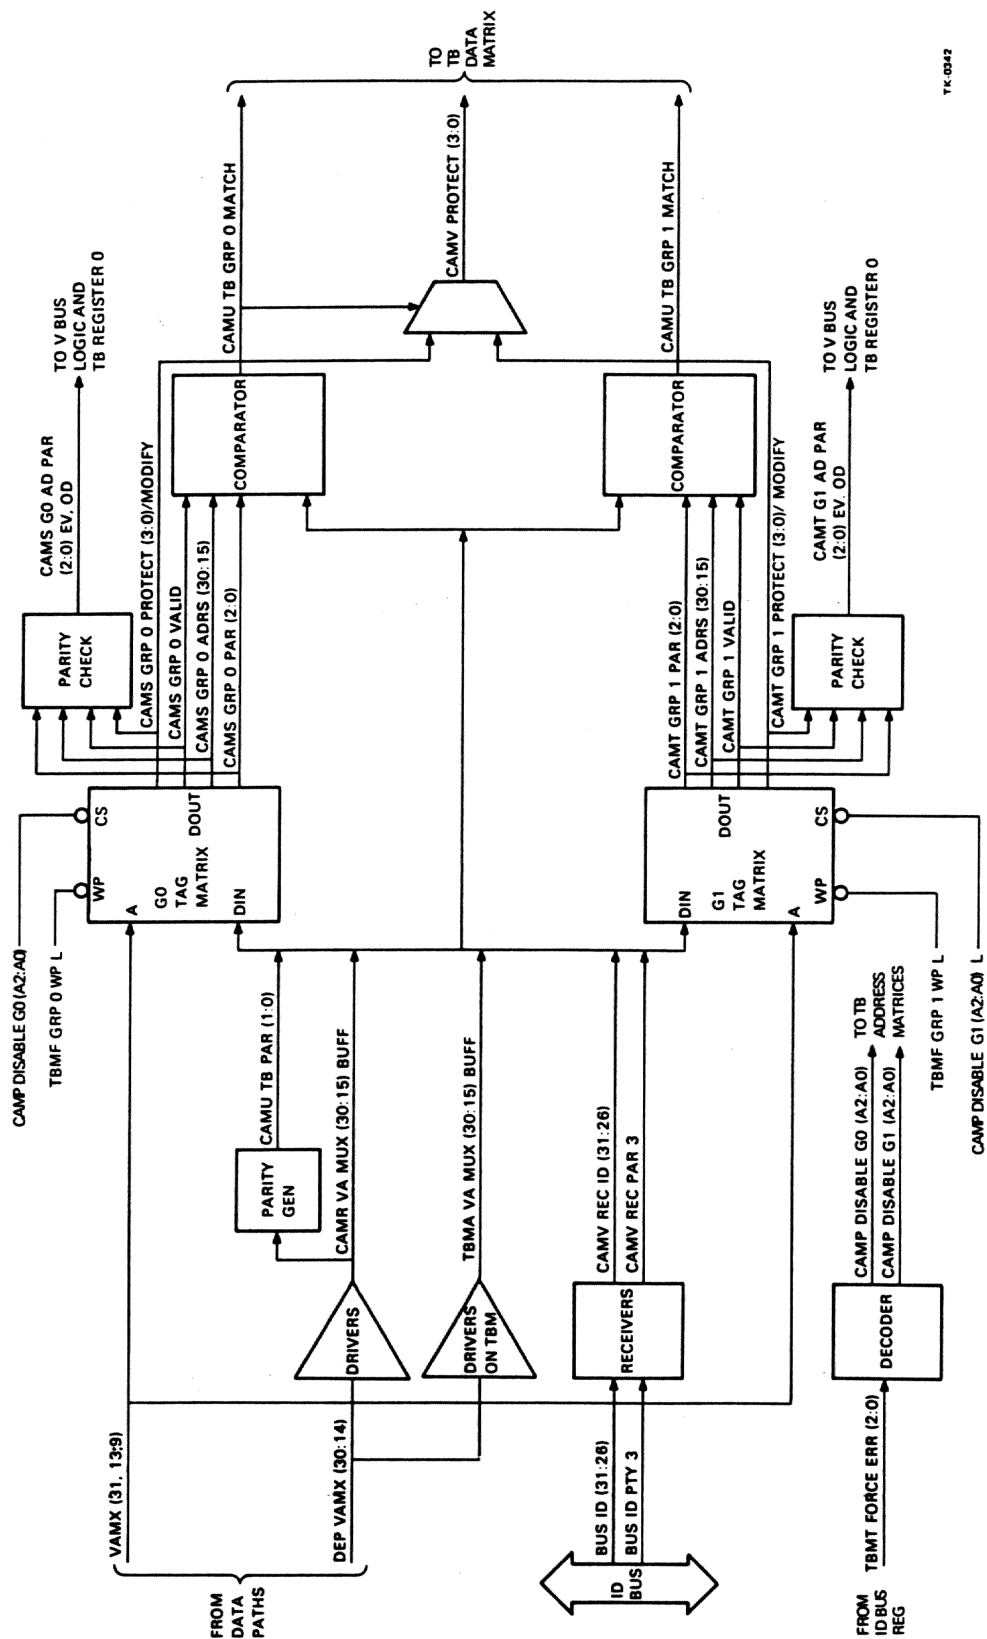 FROM
DATA
PATHS
VAMX (31, 13:9)
DEP VAMX (30:14)
DRIVERS
DRIVERS
ON TBM
PARITY
GEN
CAMU TB PAR (1:0)
CAMR VA MUX (30:15) BUFF
TBMA VA MUX (30:15) BUFF
ID
BUS
BUS ID (31:26)
BUS ID PTY 3
RECEIVERS
CAMV REC ID (31:26)
CAMV REC PAR 3
FROM
ID BUS
REG
TBMT FORCE ERR (2:0)
DECODER
CAMP DISABLE G0 (A2:A0)
CAMP DISABLE G1 (A2:A0)
TO TB
ADDRESS
MATRICES
CAMP DISABLE G0 (A2:A0)
TBMF GRP 0 WP L
WP
CS
A
G0
TAG
MATRIX
DOUT
DIN
PARITY
CHECK
CAMS G0 AD PAR
(2:0) EV, OD
TO V BUS
LOGIC AND
TB REGISTER 0
CAMS GRP 0 PROTECT (3:0)/MODIFY
CAMS GRP 0 VALID
CAMS GRP 0 ADRS (30:15)
CAMS GRP 0 PAR (2:0)
COMPARATOR
CAMU TB GRP 0 MATCH
CAMV PROTECT (3:0)
CAMU TB GRP 1 MATCH
TO
TB
DATA
MATRIX
COMPARATOR
DIN
G1
TAG
MATRIX
DOUT
A
WP
CS
CAMT GRP 1 PAR (2:0)
CAMT GRP 1 ADRS (30:15)
CAMT GRP 1 VALID
CAMT GRP 1 PROTECT (3:0)/ MODIFY
PARITY
CHECK
CAMT G1 AD PAR
(2:0) EV, OD
TO V BUS
LOGIC AND
TB REGISTER 0
TBMF GRP 1 WP L
CAMP DISABLE G1 (A2:A0) L
TK-0342